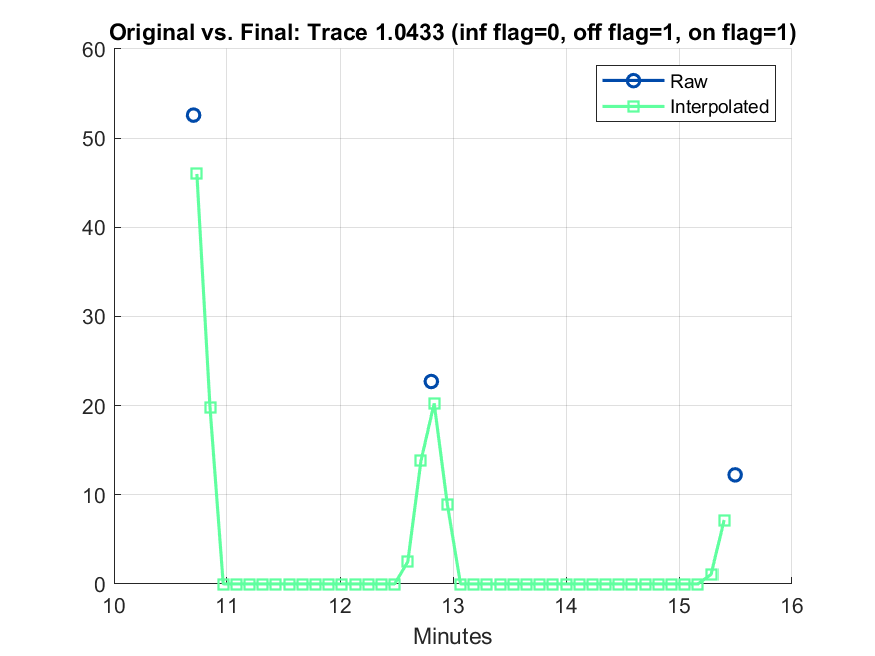 Original vs. Final: Trace 1.0433 (inf flag=0, off flag=1, on flag=1)
60
50
40
30
20
10
0
Raw
Interpolated
10 11 12 13 14 15 16
Minutes